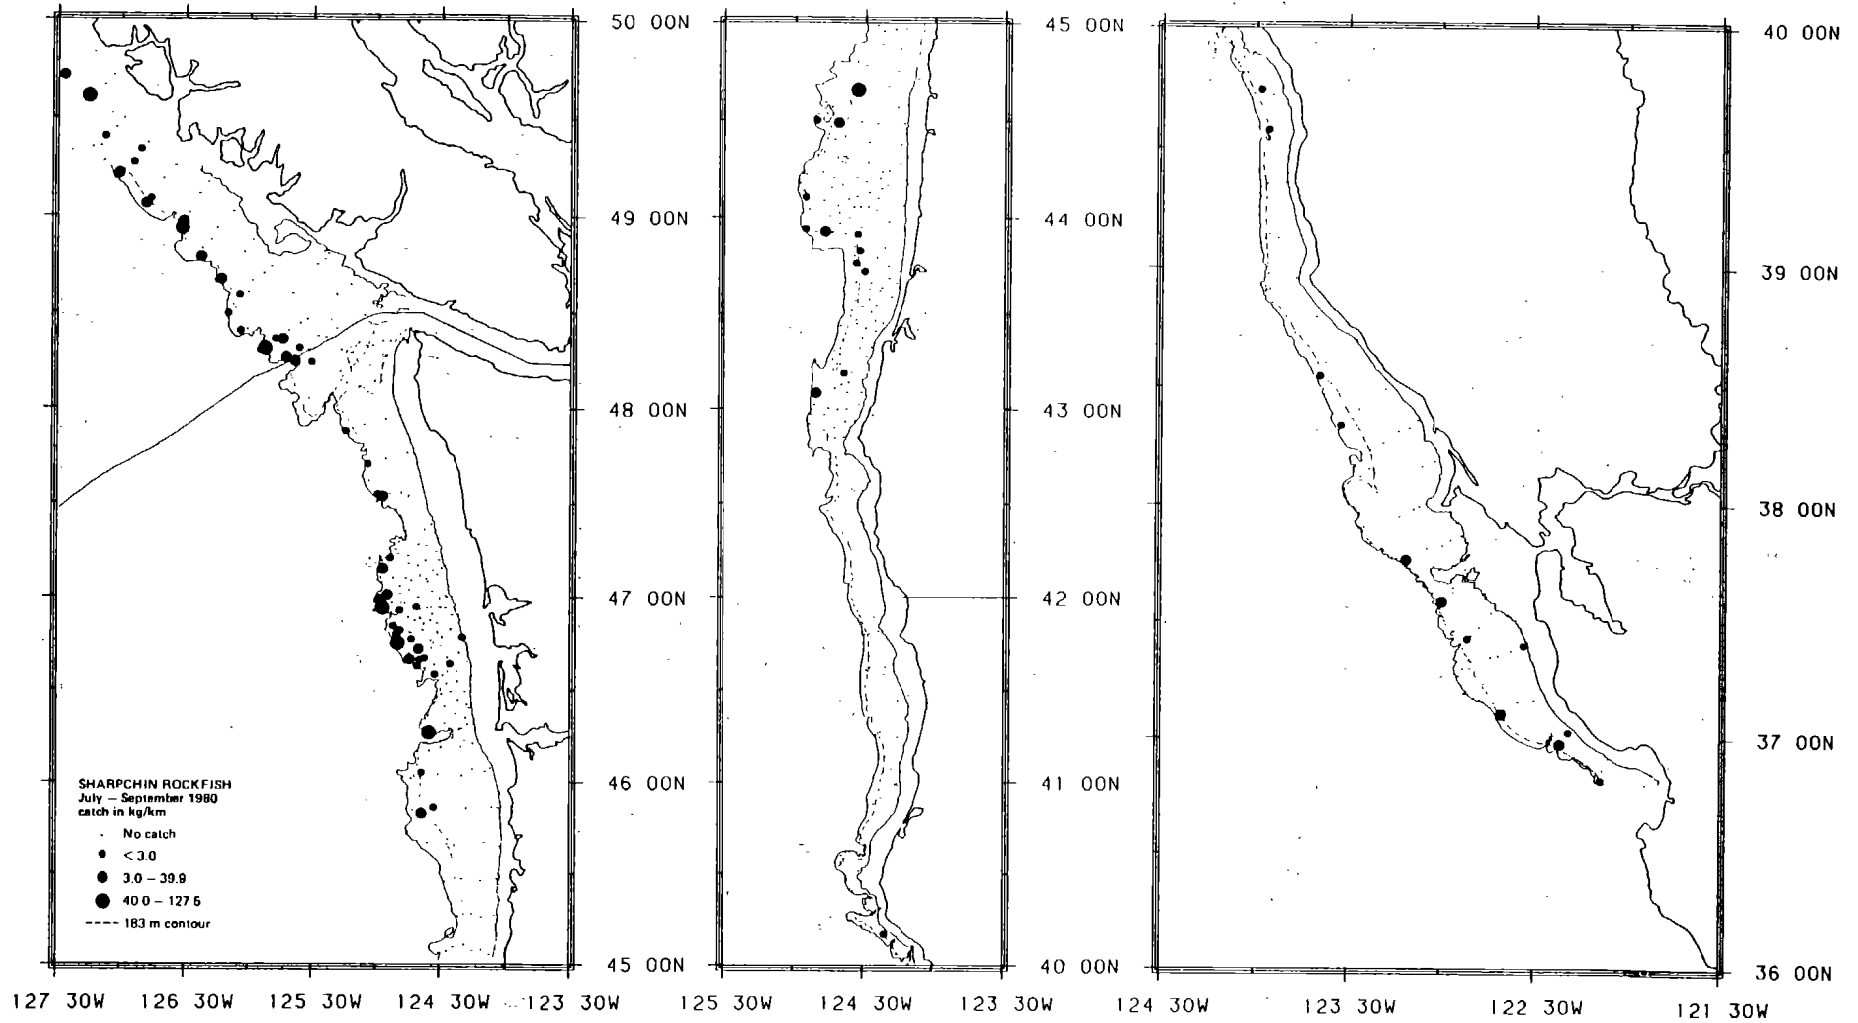 50 00N
49 00N
48 00N
47 00N
46 00N
45 00N
SHARPCHIN ROCKFISH
July – September 1980
catch in kg/km
No catch
< 3.0
3.0 – 39.9
40 0 – 127 5
183 m contour
127 30W 126 30W 125 30W 124 30W 123 30W
45 00N
44 00N
43 00N
42 00N
41 00N
40 00N
125 30W 124 30W 123 30W
40 00N
39 00N
38 00N
37 00N
36 00N
124 30W 123 30W 122 30W 121 30W